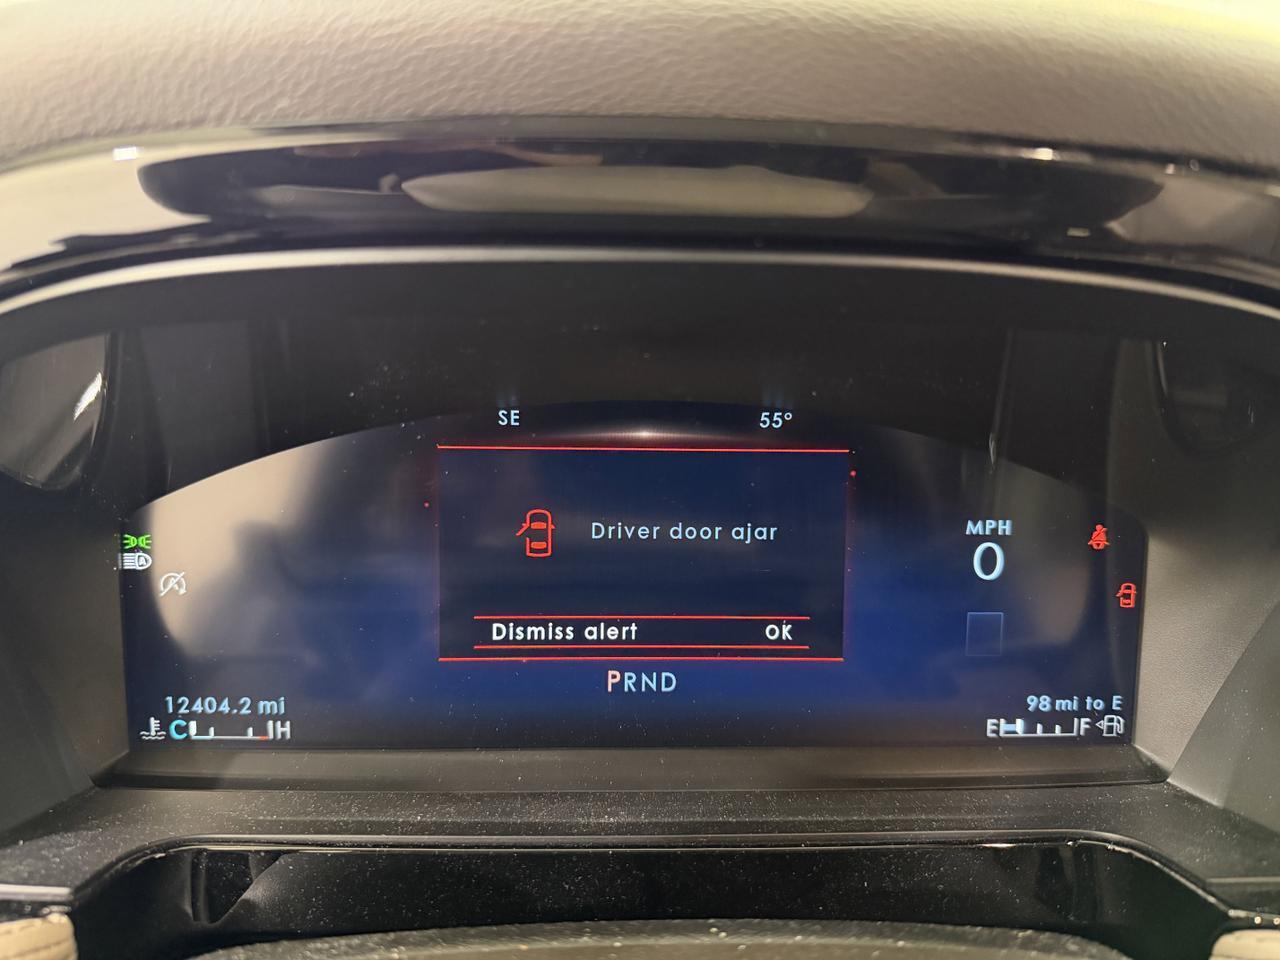 SE 55°
Driver door ajar
MPH
0
Dismiss alert OK
PRND
12404.2 mi
98 mi to E
C H
E F